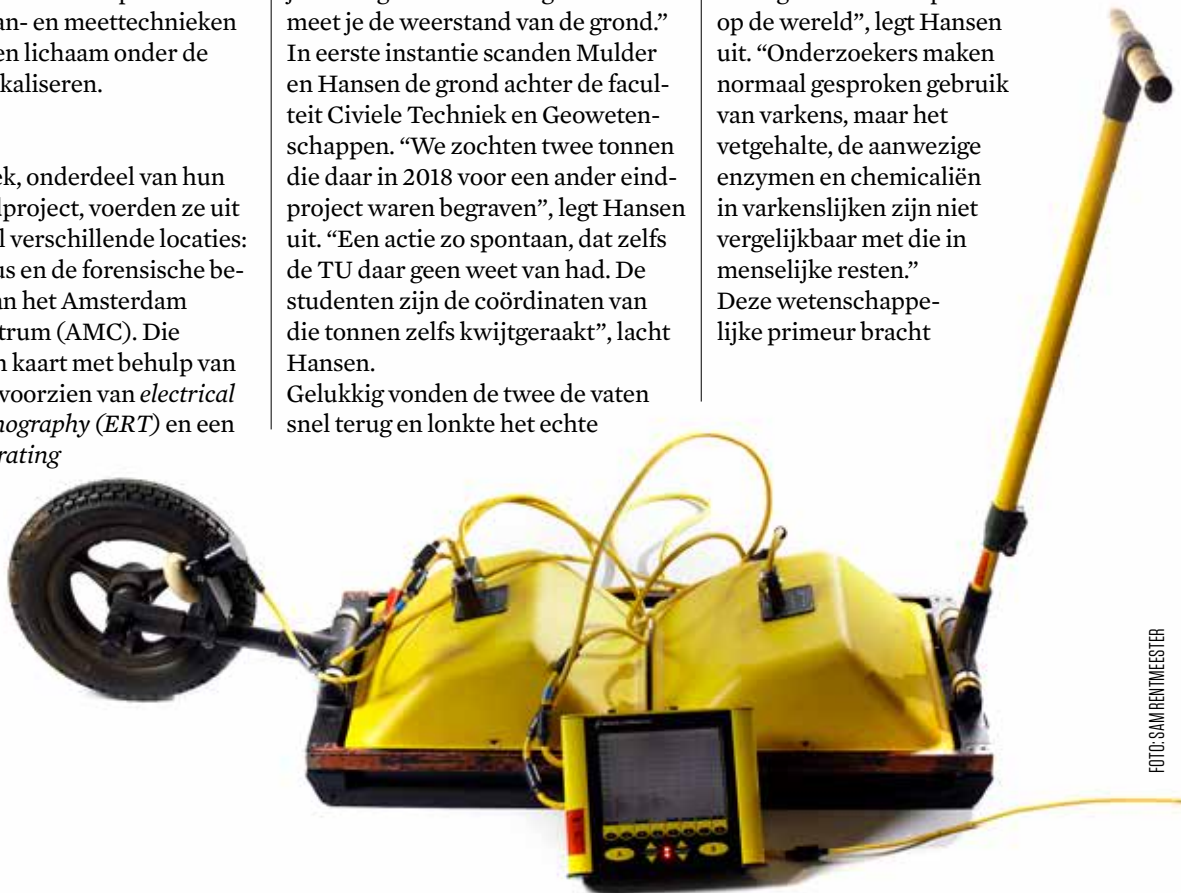 an- en meettechnieken
en lichaam onder de
kaliseren.
ek, onderdeel van hun
lproject, voerden ze uit
l verschillende locaties:
us en de forensische be-
an het Amsterdam
trum (AMC). Die
n kaart met behulp van
voorzien van electrical
nography (ERT) en een
rating
meet je de weerstand van de grond.”
In eerste instantie scanden Mulder
en Hansen de grond achter de facul-
teit Civiele Techniek en Geoweten-
schappen. “We zochten twee tonnen
die daar in 2018 voor een ander eind-
project waren begraven”, legt Hansen
uit. “Een actie zo spontaan, dat zelfs
de TU daar geen weet van had. De
studenten zijn de coördinaten van
die tonnen zelfs kwijtgeraakt”, lacht
Hansen.
Gelukkig vonden de twee de vaten
snel terug en lonkte het echte
op de wereld”, legt Hansen
uit. “Onderzoekers maken
normaal gesproken gebruik
van varkens, maar het
vetgehalte, de aanwezige
enzymen en chemicaliën
in varkenslijken zijn niet
vergelijkbaar met die in
menselijke resten.”
Deze wetenschappe-
lijke primeur bracht
FOTO: SAM RENTMEESTER